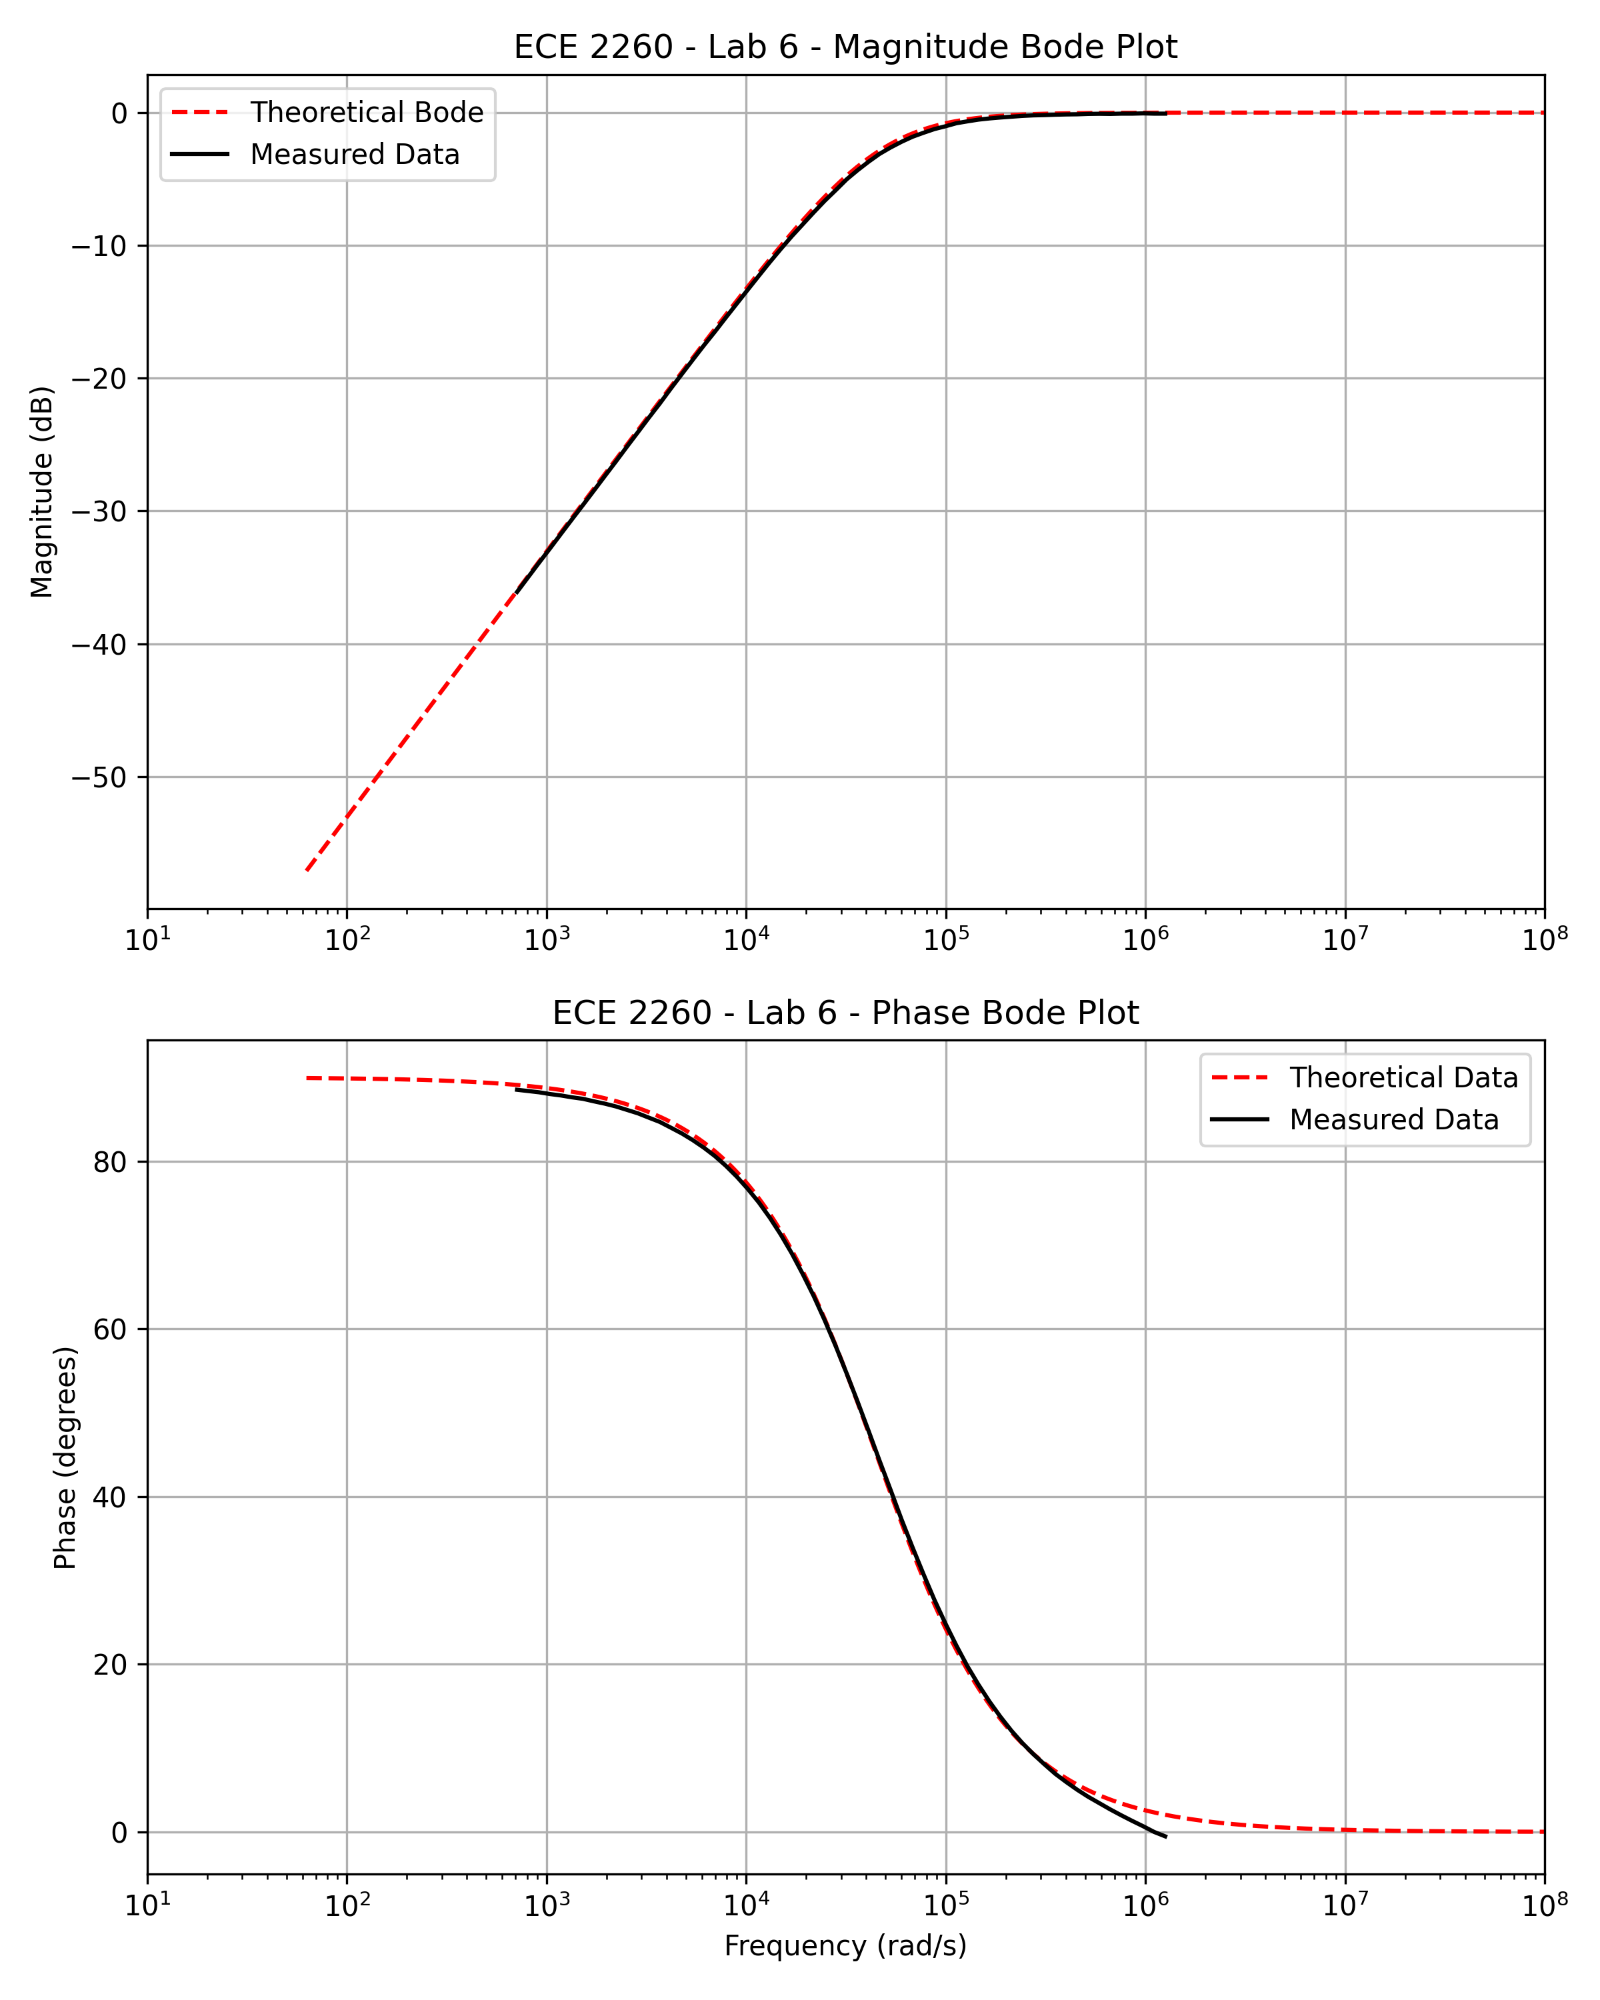 ECE 2260 - Lab 6 - Magnitude Bode Plot
Theoretical Bode
Measured Data
Magnitude (dB)
0
−10
−20
−30
−40
−50
10¹ 10² 10³ 10⁴ 10⁵ 10⁶ 10⁷ 10⁸
ECE 2260 - Lab 6 - Phase Bode Plot
Theoretical Data
Measured Data
Phase (degrees)
80
60
40
20
0
10¹ 10² 10³ 10⁴ 10⁵ 10⁶ 10⁷ 10⁸
Frequency (rad/s)